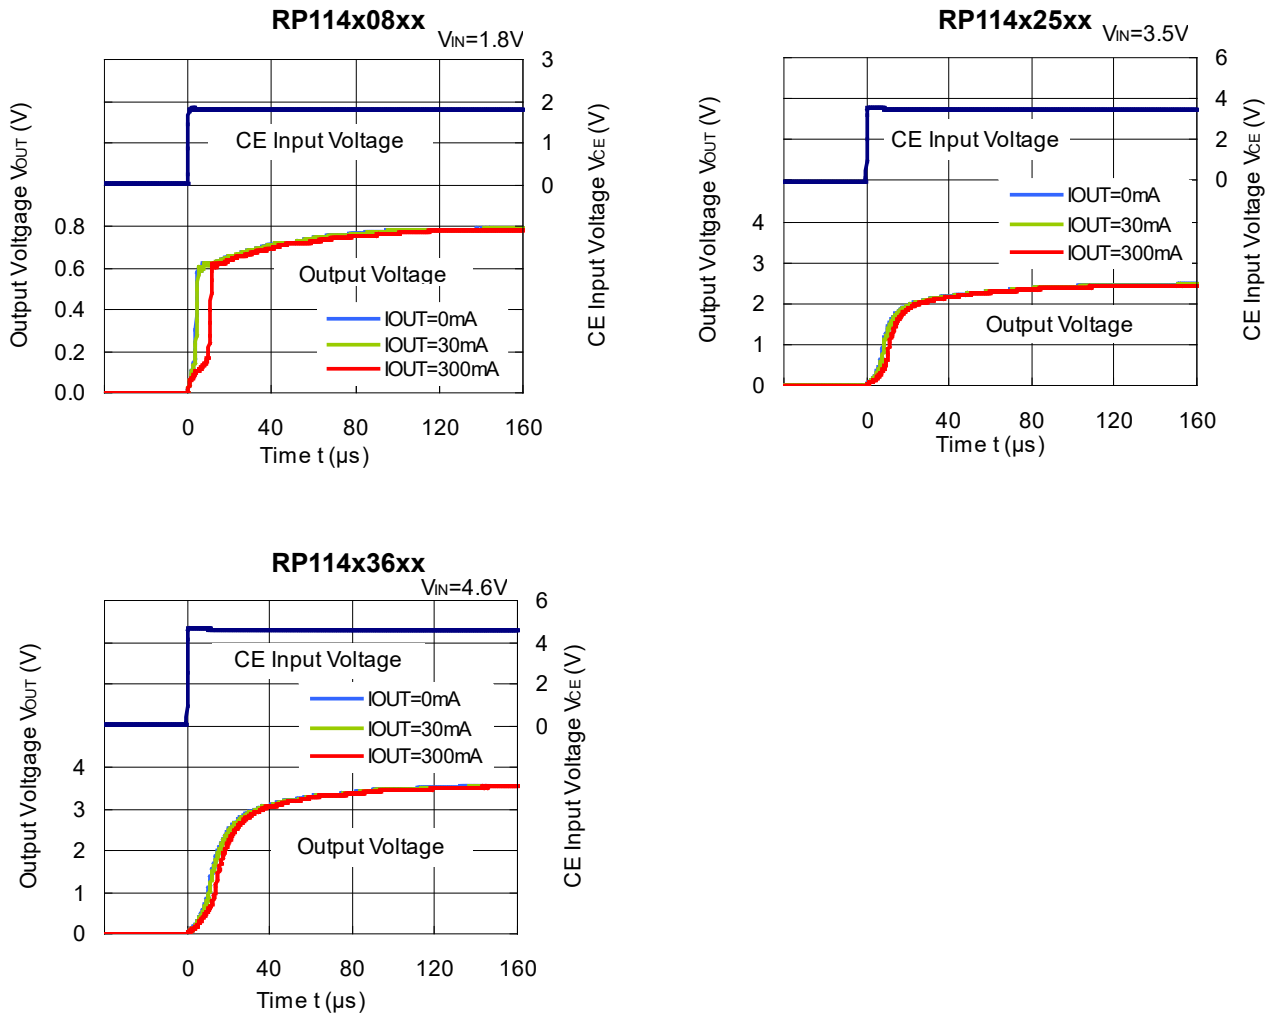 RP114x08xx
VIN=1.8V
Output Voltgage VOUT (V)
CE Input Voltage VCE (V)
3
2
1
0
0.8
0.6
0.4
0.2
0.0
CE Input Voltage
Output Voltage
IOUT=0mA
IOUT=30mA
IOUT=300mA
0 40 80 120 160
Time t (µs)
RP114x25xx
VIN=3.5V
Output Voltgage VOUT (V)
CE Input Voltage VCE (V)
6
4
2
0
4
3
2
1
0
CE Input Voltage
IOUT=0mA
IOUT=30mA
IOUT=300mA
Output Voltage
0 40 80 120 160
Time t (µs)
RP114x36xx
VIN=4.6V
Output Voltgage VOUT (V)
CE Input Voltage VCE (V)
6
4
2
0
4
3
2
1
0
CE Input Voltage
IOUT=0mA
IOUT=30mA
IOUT=300mA
Output Voltage
0 40 80 120 160
Time t (µs)